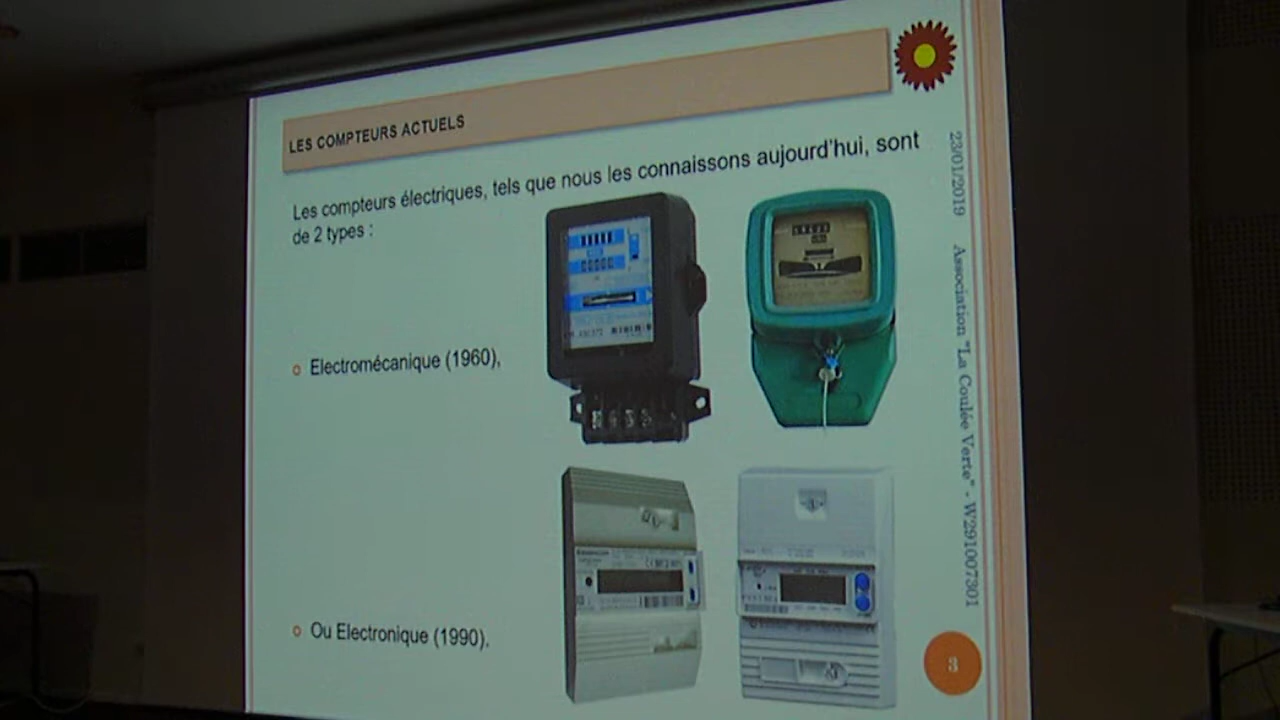 LES COMPTEURS ACTUELS
Les compteurs électriques, tels que nous les connaissons aujourd'hui, sont
de 2 types :
Electromécanique (1960),
Ou Electronique (1990).
23/01/2019 Association "La Coulée Verte" - W291007301
3